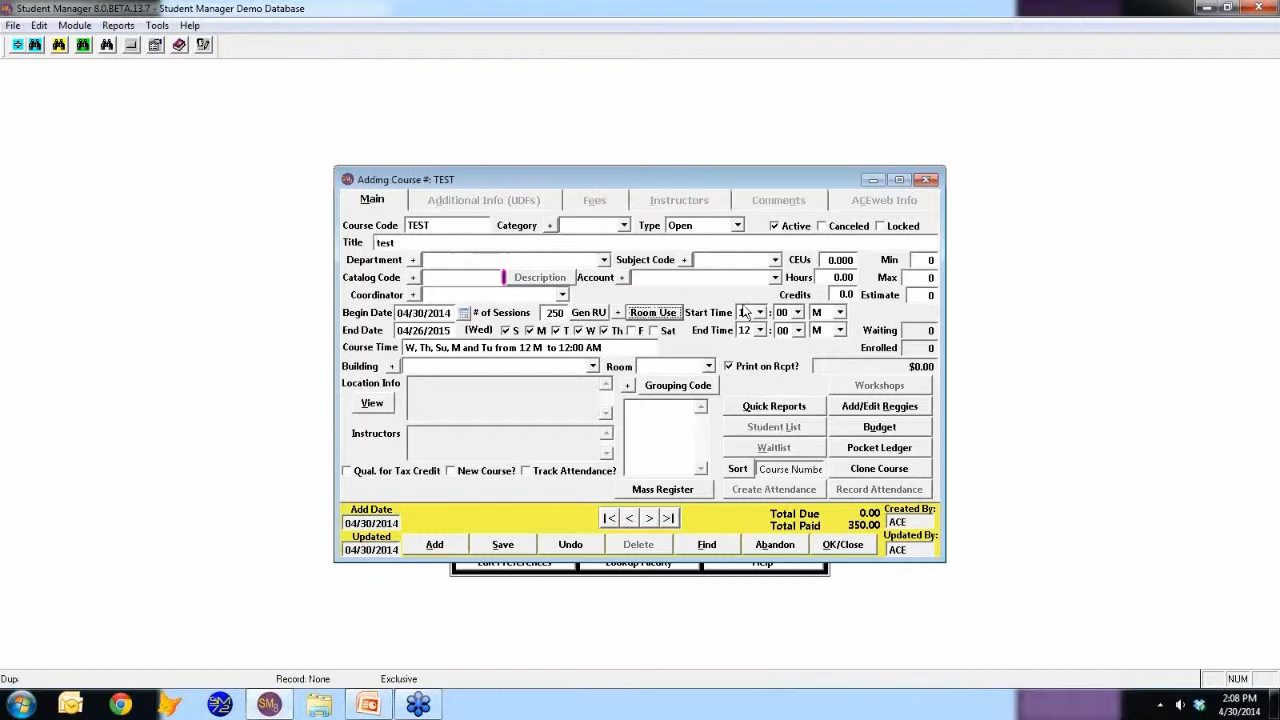 Student Manager 8.0.BETA.13.7 - Student Manager Demo Database
File Edit Module Reports Tools Help
Adding Course #: TEST
Main Additional Info (UDFs) Fees Instructors Comments ACEweb Info
Course Code TEST Category + Type Open Active Canceled Locked
Title test
Department + Subject Code + CEUs 0.000 Min 0
Catalog Code + Description Account + Hours 0.00 Max 0
Coordinator + Credits 0.0 Estimate 0
Begin Date 04/30/2014 # of Sessions 250 Gen RU + Room Use Start Time : 00 M
End Date 04/26/2015 (Wed) S M T W Th F Sat End Time 12 : 00 M Waiting 0
Course Time W, Th, Su, M and Tu from 12 M to 12:00 AM Enrolled 0
Building + Room Print on Rcpt? $0.00
Location Info + Grouping Code Workshops
View Quick Reports Add/Edit Reggies
Student List Budget
Instructors Waitlist Pocket Ledger
Qual. for Tax Credit New Course? Track Attendance? Sort Course Numbe Clone Course
Mass Register Create Attendance Record Attendance
Add Date |< < > >| Total Due 0.00 Created By:
04/30/2014 Total Paid 350.00 ACE
Updated Updated By:
04/30/2014 Add Save Undo Delete Find Abandon OK/Close ACE
Edit Preferences Lookup Faculty Help
Dup: Record: None Exclusive NUM
2:08 PM
4/30/2014